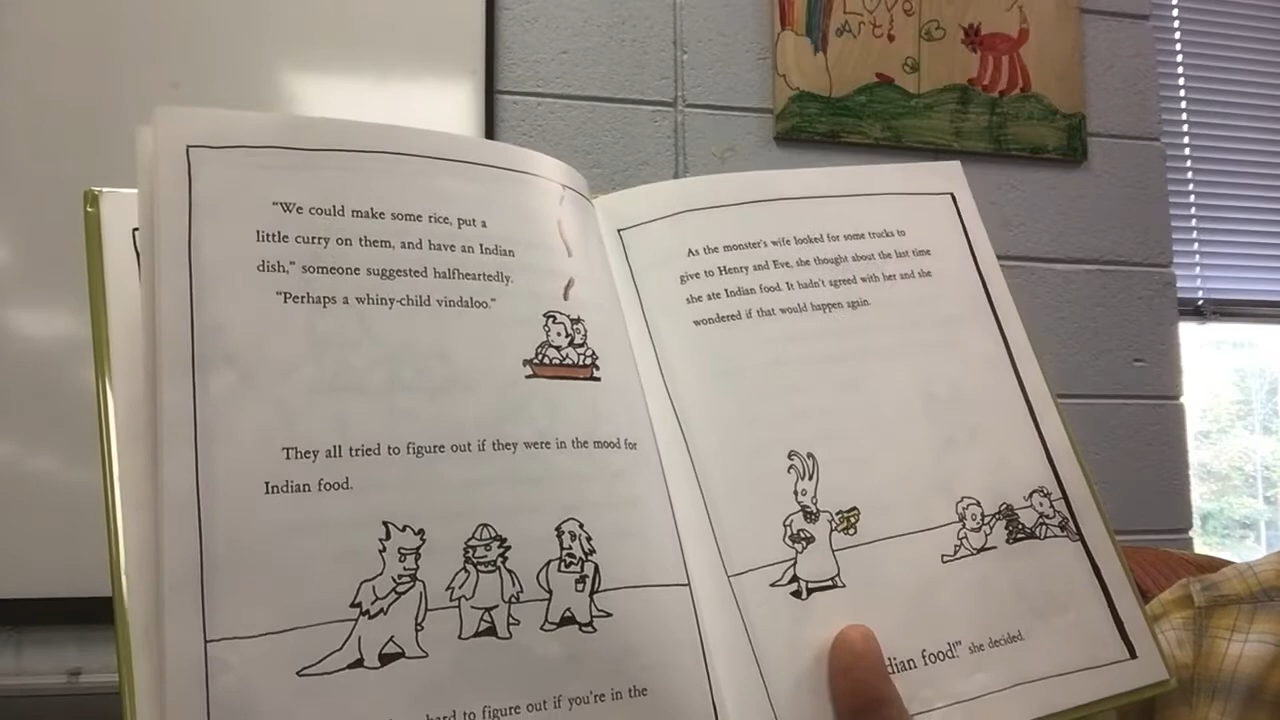 "We could make some rice, put a
little curry on them, and have an Indian
dish," someone suggested halfheartedly.
"Perhaps a whiny-child vindaloo."
They all tried to figure out if they were in the mood for
Indian food.
hard to figure out if you're in the
As the monster's wife looked for some trucks to
give to Henry and Eve, she thought about the last time
she ate Indian food. It hadn't agreed with her and she
wondered if that would happen again.
dian food!" she decided.
Love
Art!